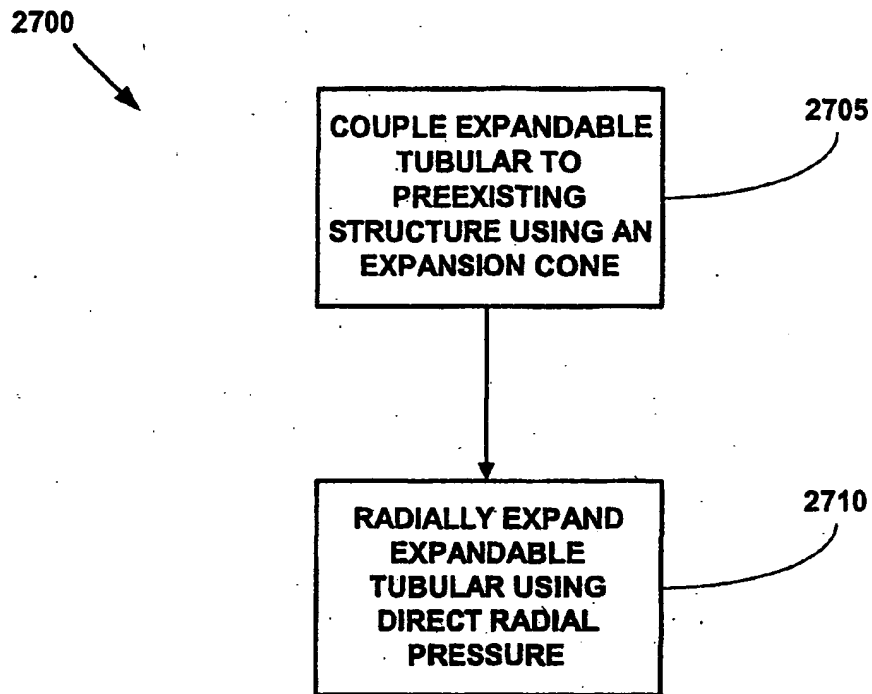 2700
COUPLE EXPANDABLE
TUBULAR TO
PREEXISTING
STRUCTURE USING AN
EXPANSION CONE
2705
RADIALLY EXPAND
EXPANDABLE
TUBULAR USING
DIRECT RADIAL
PRESSURE
2710